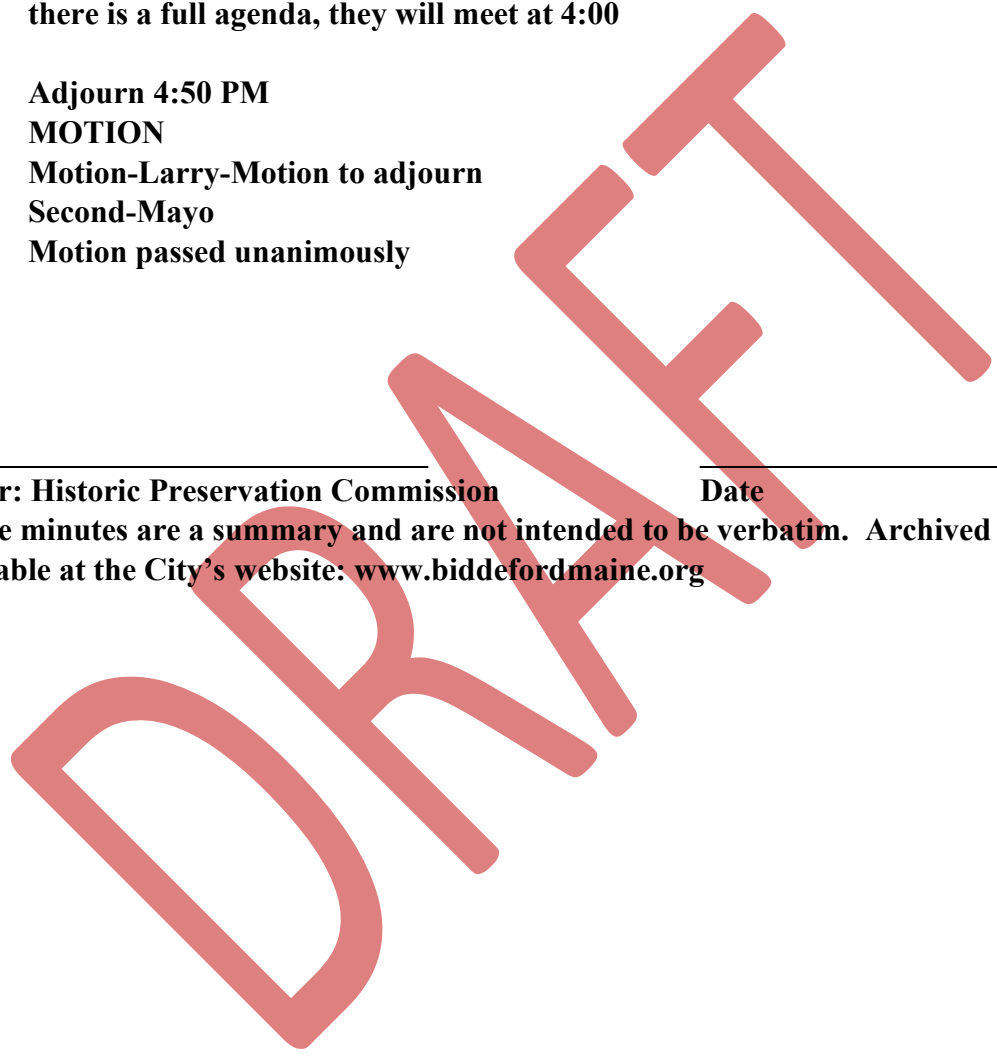 there is a full agenda, they will meet at 4:00
Adjourn 4:50 PM
MOTION
Motion-Larry-Motion to adjourn
Second-Mayo
Motion passed unanimously
r: Historic Preservation Commission Date
e minutes are a summary and are not intended to be verbatim.  Archived
able at the City’s website: www.biddefordmaine.org
DRAFT